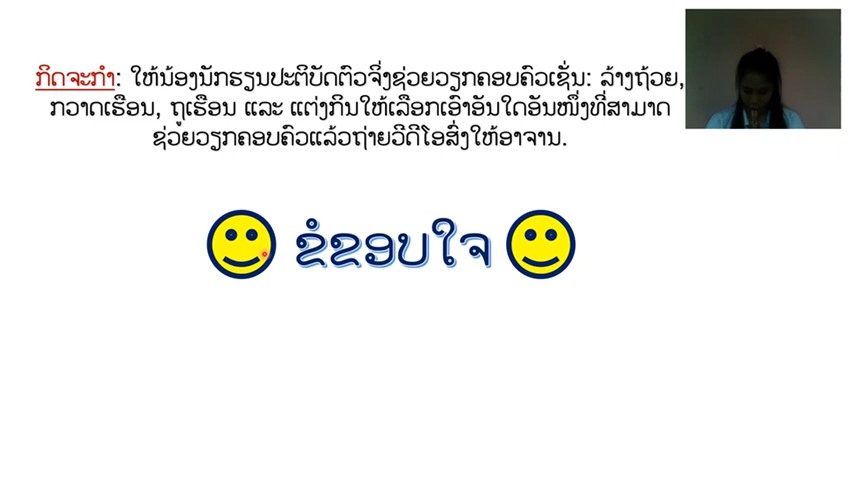 ກິດຈະກຳ: ໃຫ້ນ້ອງນັກຮຽນປະຕິບັດຕົວຈິ່ງຊ່ວຍວຽກຄອບຄົວເຊັ່ນ: ລ້າງຖ້ວຍ,
ກວາດເຮືອນ, ຖູເຮືອນ ແລະ ແຕ່ງກິນໃຫ້ເລືອກເອົາອັນໃດອັນໜຶ່ງທີ່ສາມາດ
ຊ່ວຍວຽກຄອບຄົວແລ້ວຖ່າຍວີດີໂອສົ່ງໃຫ້ອາຈານ.
ຂໍຂອບໃຈ